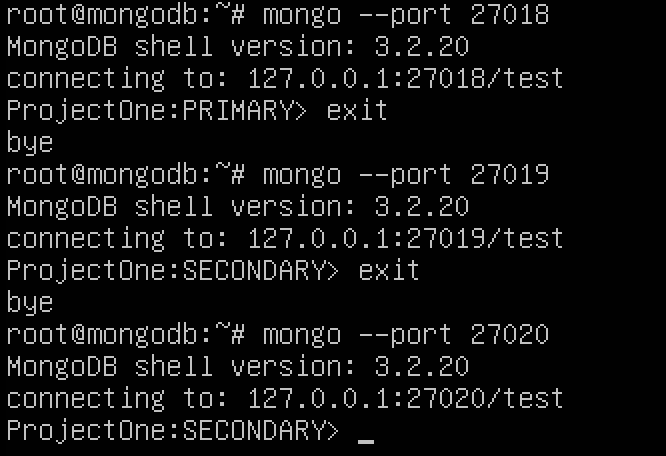 root@mongodb:~# mongo --port 27018
MongoDB shell version: 3.2.20
connecting to: 127.0.0.1:27018/test
ProjectOne:PRIMARY> exit
bye
root@mongodb:~# mongo --port 27019
MongoDB shell version: 3.2.20
connecting to: 127.0.0.1:27019/test
ProjectOne:SECONDARY> exit
bye
root@mongodb:~# mongo --port 27020
MongoDB shell version: 3.2.20
connecting to: 127.0.0.1:27020/test
ProjectOne:SECONDARY> _